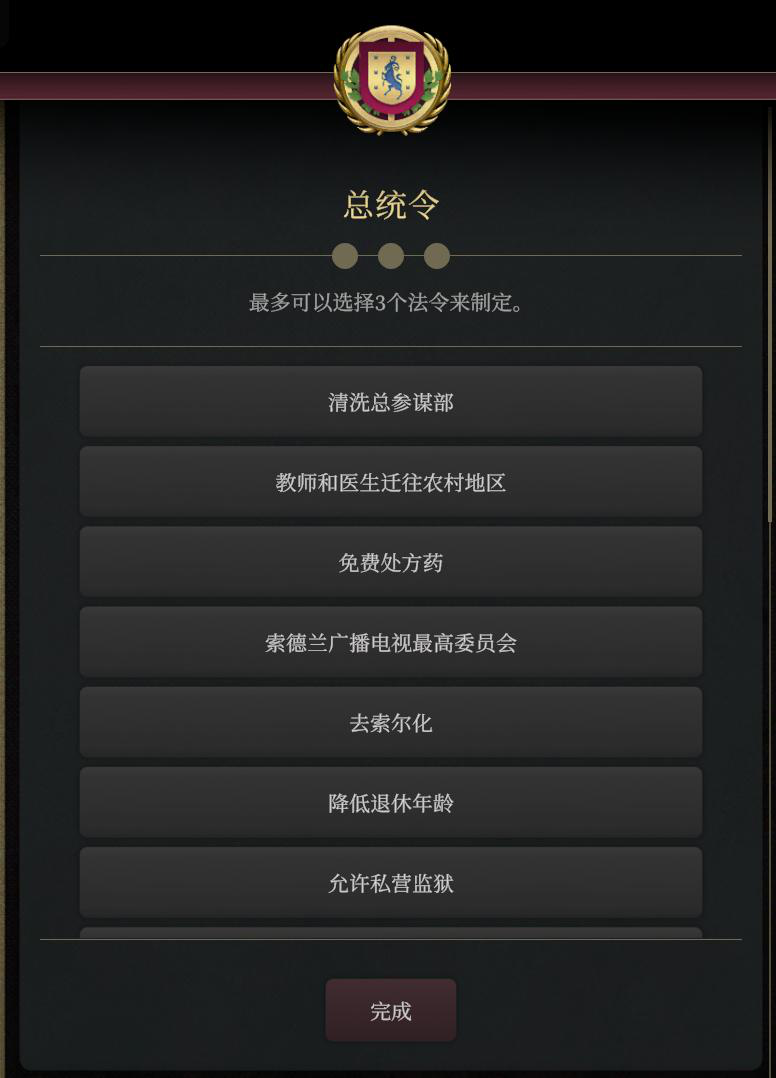 总统令
最多可以选择3个法令来制定。
清洗总参谋部
教师和医生迁往农村地区
免费处方药
索德兰广播电视最高委员会
去索尔化
降低退休年龄
允许私营监狱
完成